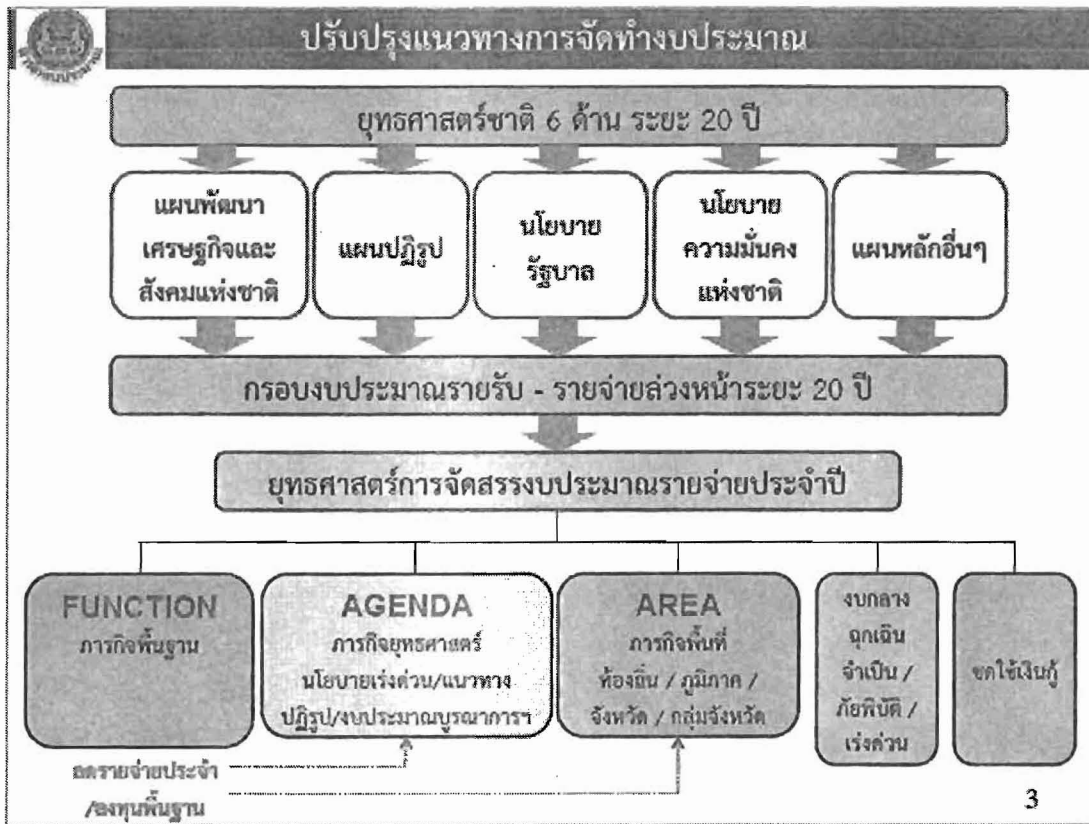 ปรับปรุงแนวทางการจัดทำงบประมาณ
ยุทธศาสตร์ชาติ 6 ด้าน ระยะ 20 ปี
แผนพัฒนา
เศรษฐกิจและ
สังคมแห่งชาติ
แผนปฏิรูป
นโยบาย
รัฐบาล
นโยบาย
ความมั่นคง
แห่งชาติ
แผนหลักอื่นๆ
กรอบงบประมาณรายรับ - รายจ่ายล่วงหน้าระยะ 20 ปี
ยุทธศาสตร์การจัดสรรงบประมาณรายจ่ายประจำปี
FUNCTION
ภารกิจพื้นฐาน
AGENDA
ภารกิจยุทธศาสตร์
นโยบายเร่งด่วน/แนวทาง
ปฏิรูป/งบประมาณบูรณาการฯ
AREA
ภารกิจพื้นที่
ท้องถิ่น / ภูมิภาค /
จังหวัด / กลุ่มจังหวัด
งบกลาง
ฉุกเฉิน
จำเป็น /
ภัยพิบัติ /
เร่งด่วน
ชดใช้เงินกู้
ลดรายจ่ายประจำ
/ลงทุนพื้นฐาน
3